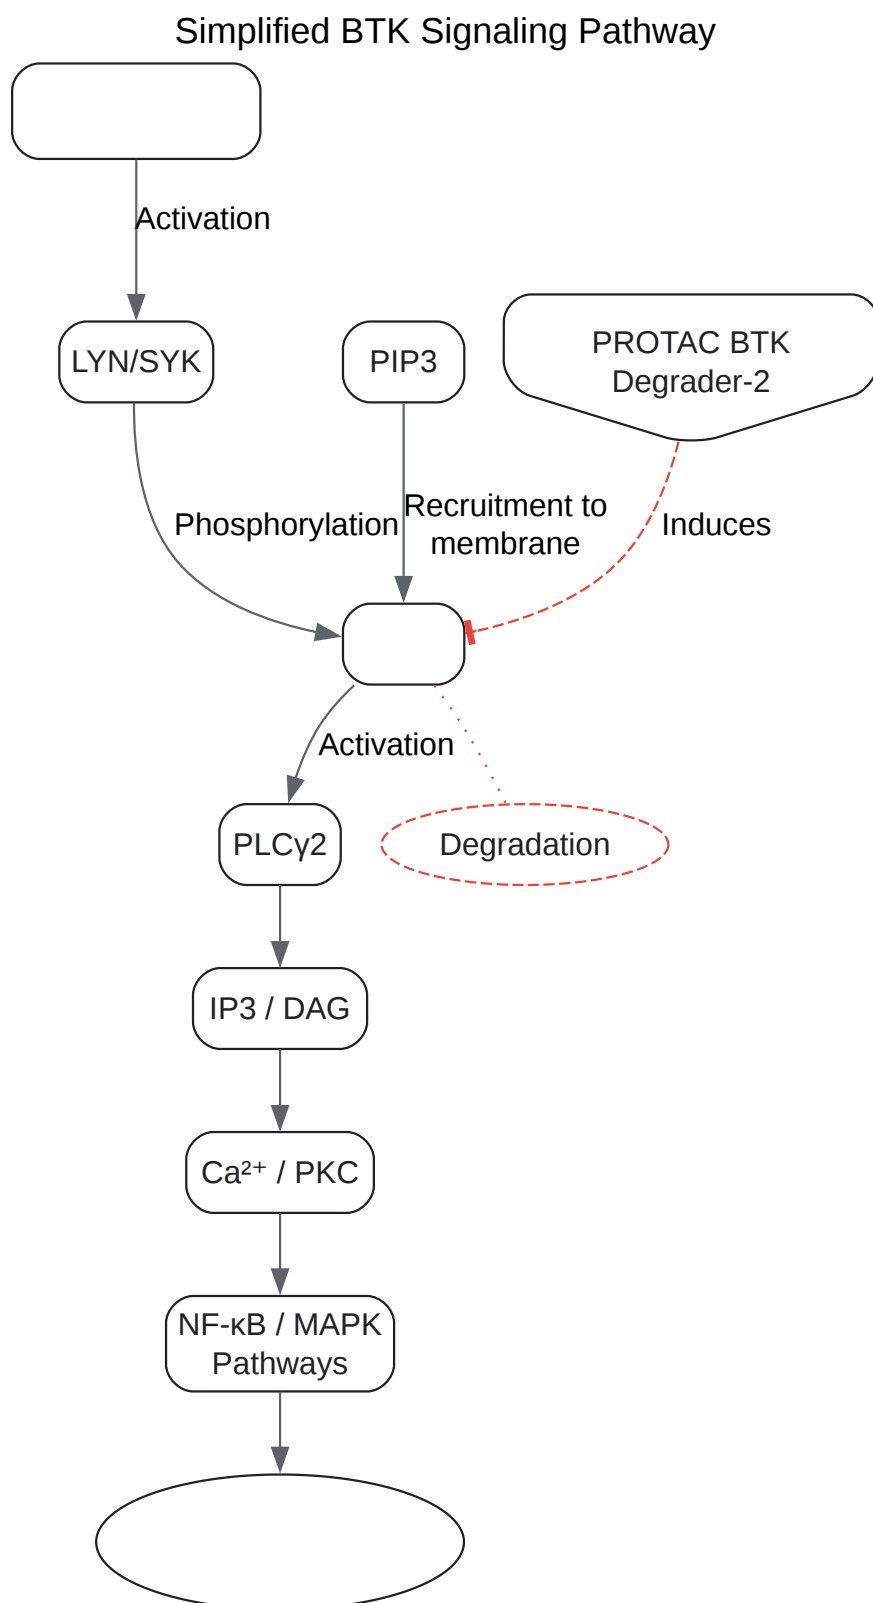 Simplified BTK Signaling Pathway
Activation
LYN/SYK
PIP3
PROTAC BTK
Degrader-2
Phosphorylation
Recruitment to
membrane
Induces
Activation
PLCγ2
Degradation
IP3 / DAG
Ca²⁺ / PKC
NF-κB / MAPK
Pathways